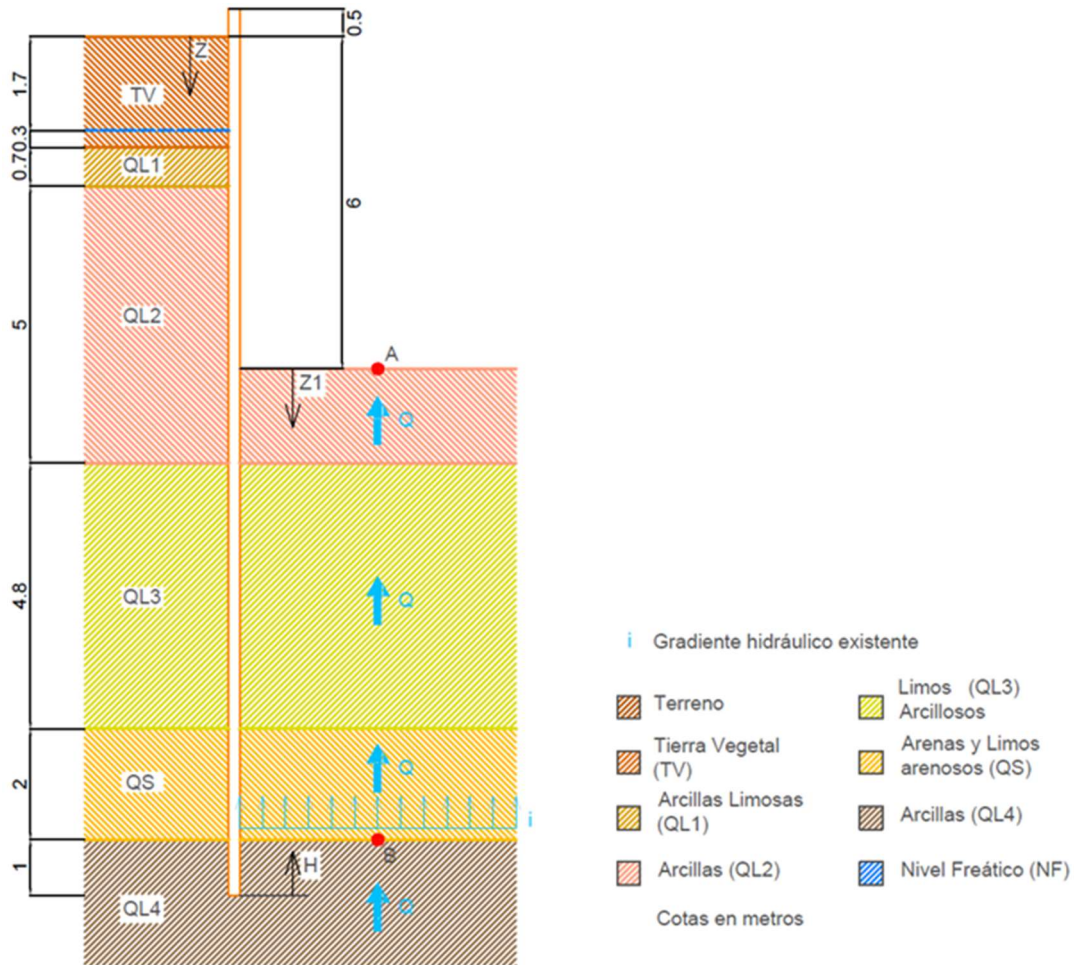 0.5
Z
1.7
TV
0.3
0.7
QL1
6
QL2
5
A
Z1
Q
QL3
4.8
Q
QS
2
Q
i
B
H
1
QL4
Q
i Gradiente hidráulico existente
Terreno
Limos (QL3)
Arcillosos
Tierra Vegetal
(TV)
Arenas y Limos
arenosos (QS)
Arcillas Limosas
(QL1)
Arcillas (QL4)
Arcillas (QL2)
Nivel Freático (NF)
Cotas en metros